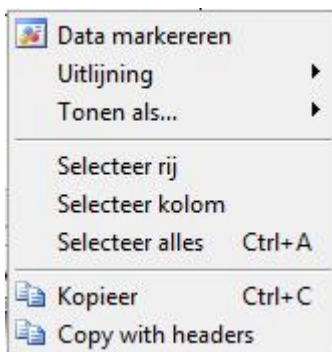 Data markereren
Uitlijning
Tonen als...
Selecteer rij
Selecteer kolom
Selecteer alles Ctrl+A
Kopieer Ctrl+C
Copy with headers